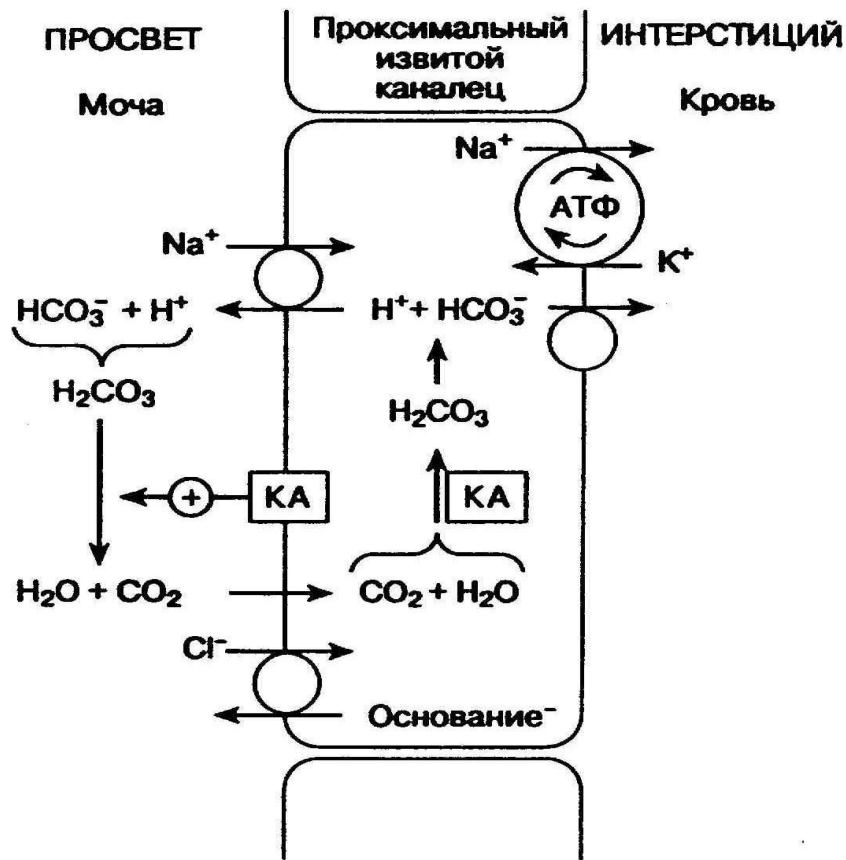 ПРОСВЕТ
Моча
Проксимальный
извитой
каналец
ИНТЕРСТИЦИЙ
Кровь
Na⁺
АТФ
K⁺
Na⁺
HCO₃⁻ + H⁺
H⁺ + HCO₃⁻
H₂CO₃
H₂CO₃
+
КА
КА
H₂O + CO₂
CO₂ + H₂O
Cl⁻
Основание⁻